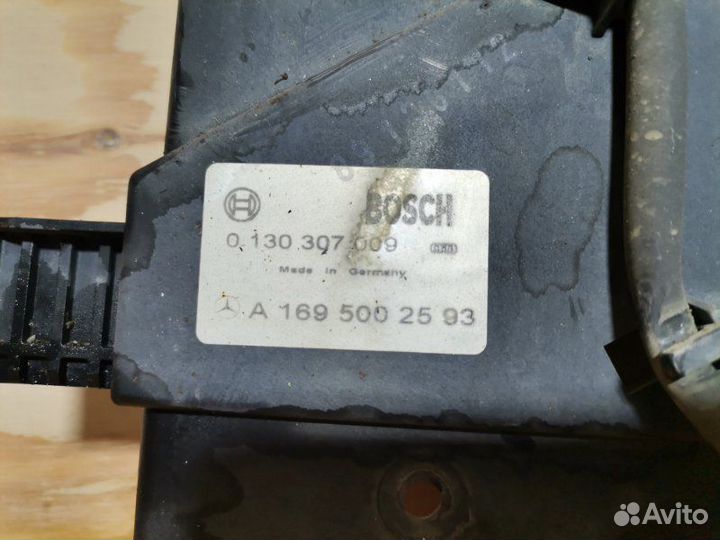 BOSCH
0 130 307 009
Made in Germany
A 169 500 25 93
Avito